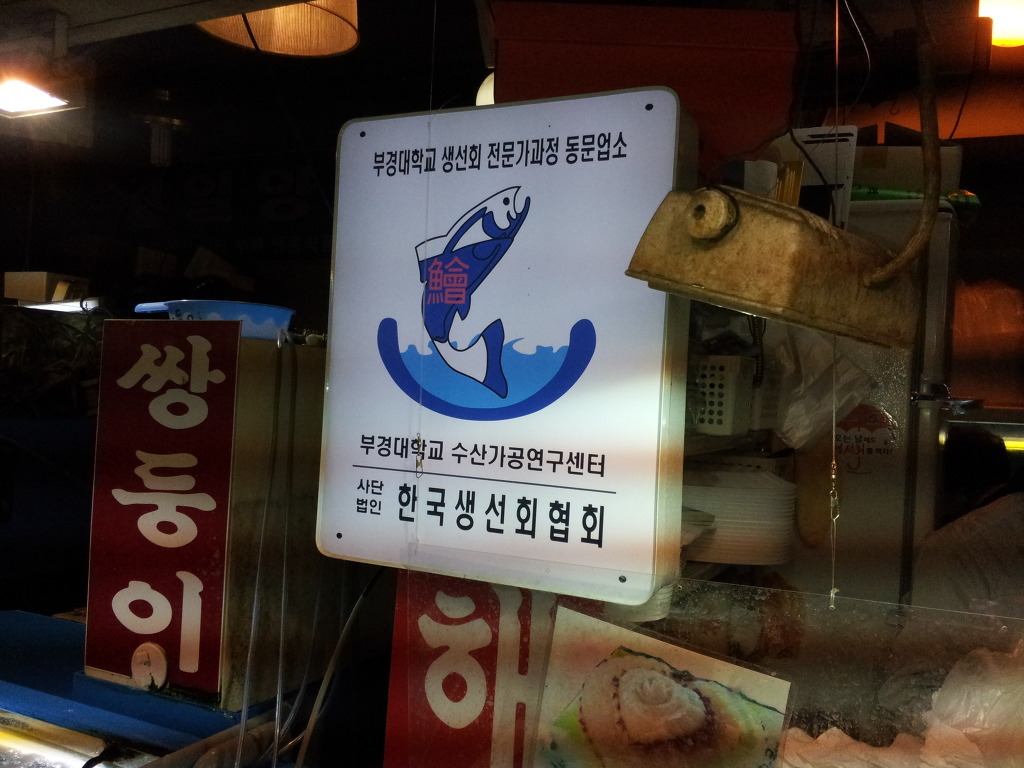 부경대학교 생선회 전문가과정 동문업소
鱠
부경대학교 수산가공연구센터
사단
법인
한국생선회협회
쌍둥이
해